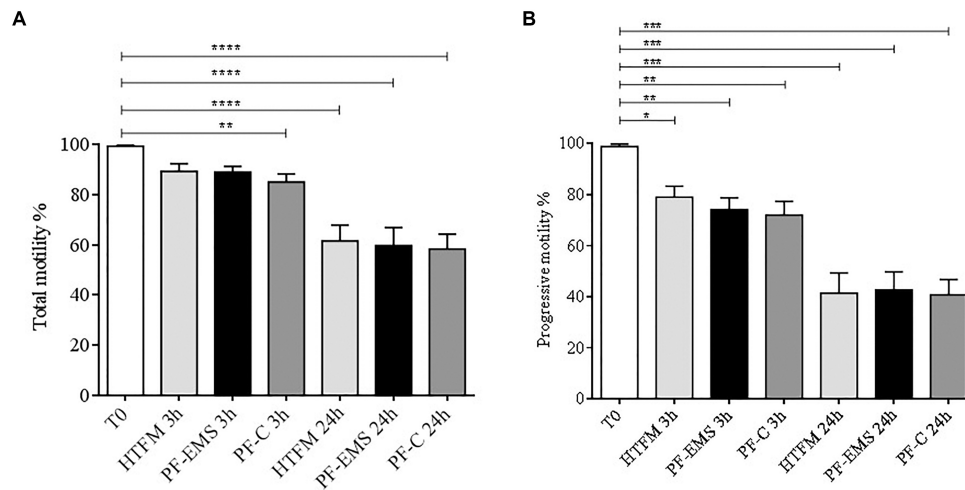 A
****
****
****
**
Total motility %
100
80
60
40
20
0
T0
HTFM 3h
PF-EMS 3h
PF-C 3h
HTFM 24h
PF-EMS 24h
PF-C 24h
B
***
***
***
**
**
*
Progressive motility %
100
80
60
40
20
0
T0
HTFM 3h
PF-EMS 3h
PF-C 3h
HTFM 24h
PF-EMS 24h
PF-C 24h